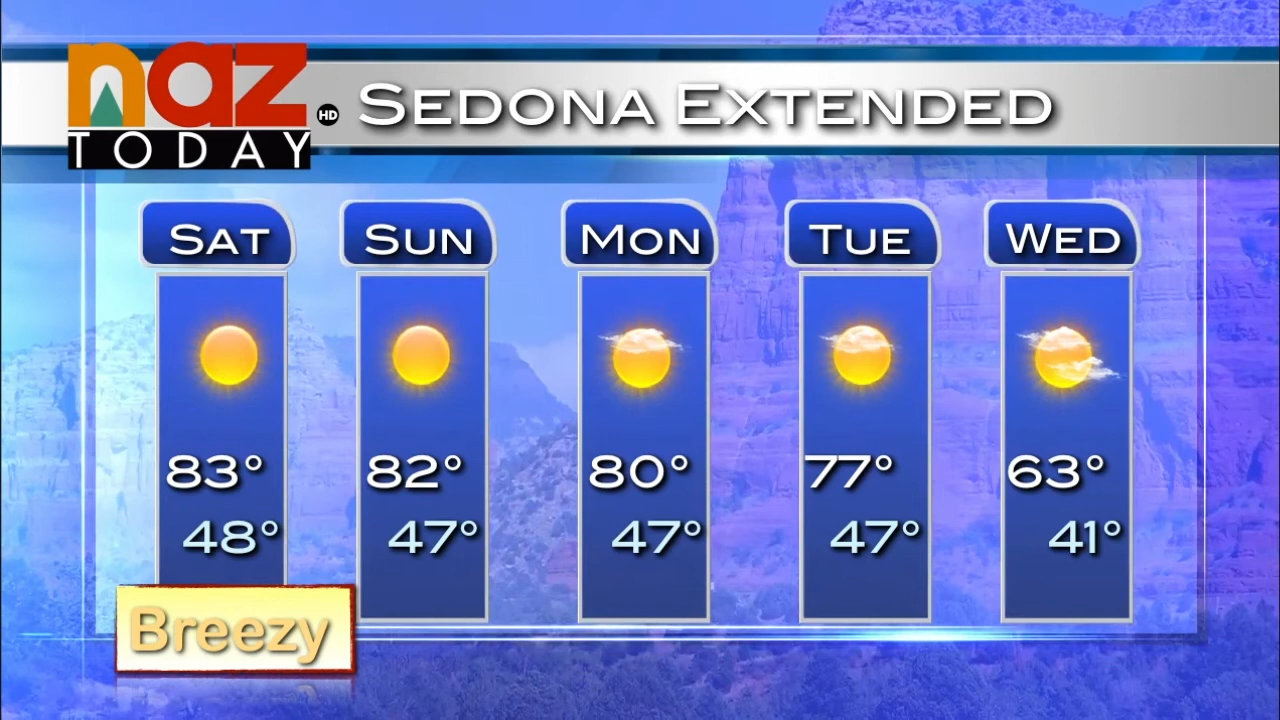 naz
TODAY
HD
SEDONA EXTENDED
SAT SUN MON TUE WED
83° 82° 80° 77° 63°
48° 47° 47° 47° 41°
Breezy